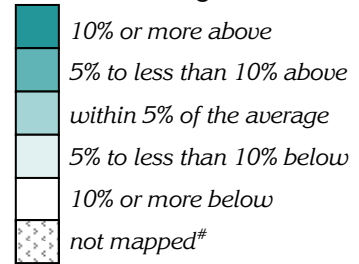 10% or more above
5% to less than 10% above
within 5% of the average
5% to less than 10% below
10% or more below
not mapped#